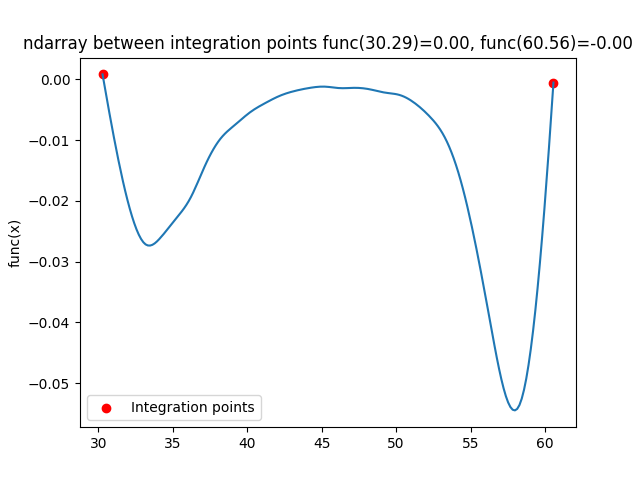 ndarray between integration points func(30.29)=0.00, func(60.56)=-0.00
0.00
−0.01
−0.02
−0.03
−0.04
−0.05
func(x)
Integration points
30 35 40 45 50 55 60